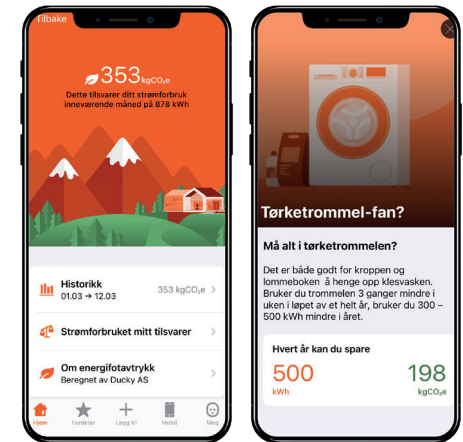 Tilbake
353 kgCO₂e
Dette tilsvarer ditt strømforbruk
inneværende måned på 878 kWh
Historikk
01.03 → 12.03
353 kgCO₂e
Strømforbruket mitt tilsvarer
Om energifotavtrykk
Beregnet av Ducky AS
Hjem
Fordeler
Legg til
Mobil
Meg
Tørketrommel-fan?
Må alt i tørketrommelen?
Det er både godt for kroppen og
lommeboken å henge opp klesvasken.
Bruker du trommelen 3 ganger mindre i
uken i løpet av et helt år, bruker du 300 –
500 kWh mindre i året.
Hvert år kan du spare
500
kWh
198
kgCO₂e